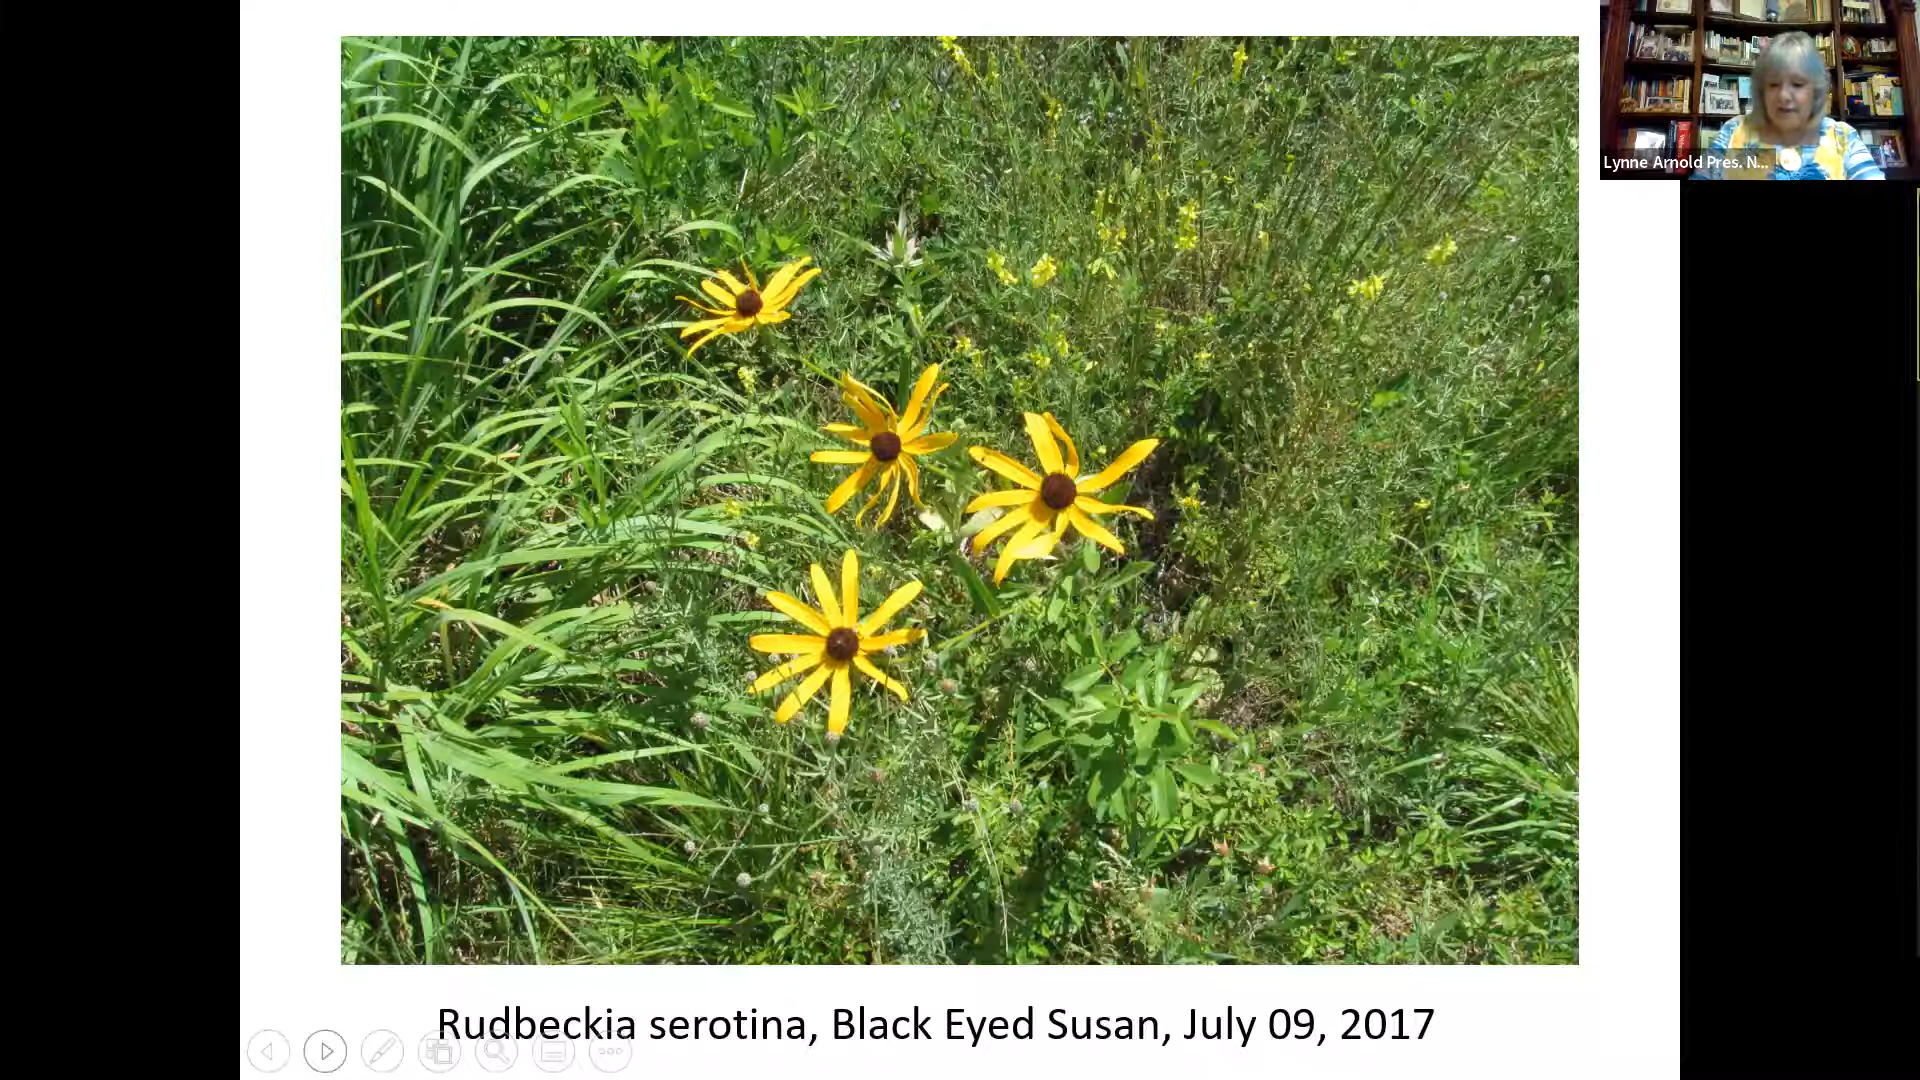 Lynne Arnold Pres. N...
Rudbeckia serotina, Black Eyed Susan, July 09, 2017